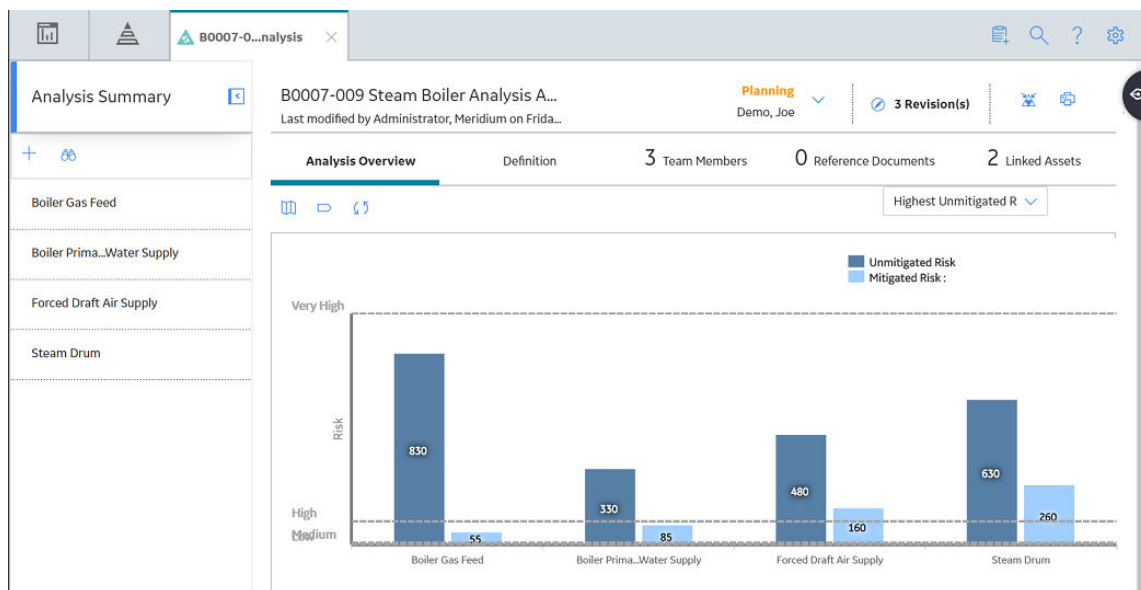 B0007-0...nalysis
Analysis Summary
B0007-009 Steam Boiler Analysis A...
Last modified by Administrator, Meridium on Frida...
Planning
Demo, Joe
3 Revision(s)
Analysis Overview
Definition
3 Team Members
0 Reference Documents
2 Linked Assets
Boiler Gas Feed
Boiler Prima...Water Supply
Forced Draft Air Supply
Steam Drum
Highest Unmitigated R
Unmitigated Risk
Mitigated Risk :
Very High
Risk
High
Medium
Low
830
55
330
85
480
160
630
260
Boiler Gas Feed
Boiler Prima...Water Supply
Forced Draft Air Supply
Steam Drum